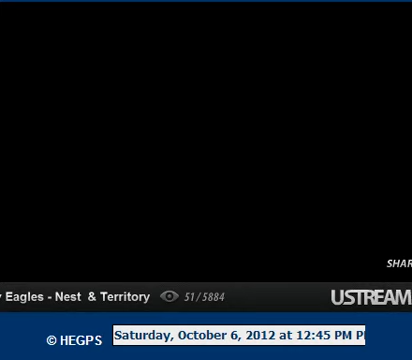 SHAR
y Eagles - Nest & Territory 51/5884 USTREAM
© HEGPS Saturday, October 6, 2012 at 12:45 PM P